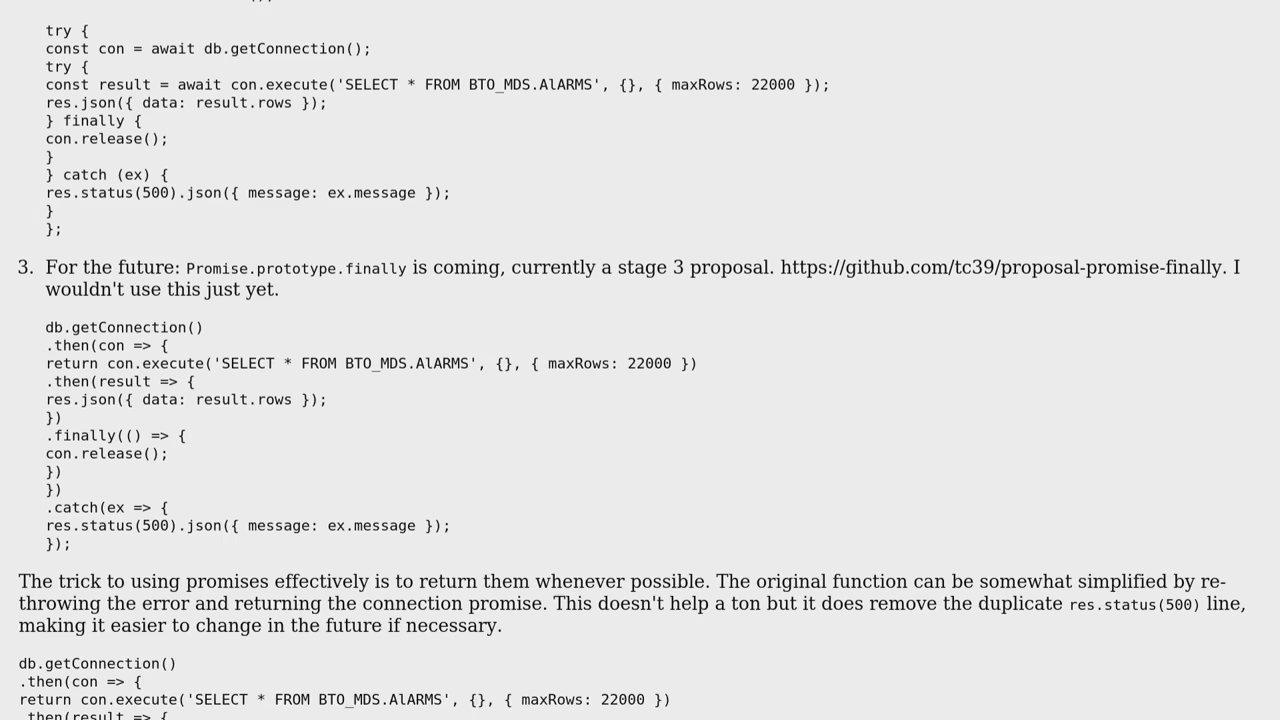 try {
const con = await db.getConnection();
try {
const result = await con.execute('SELECT * FROM BTO_MDS.AlARMS', {}, { maxRows: 22000 });
res.json({ data: result.rows });
} finally {
con.release();
}
} catch (ex) {
res.status(500).json({ message: ex.message });
}
};
3. For the future: Promise.prototype.finally is coming, currently a stage 3 proposal. https://github.com/tc39/proposal-promise-finally. I
wouldn't use this just yet.
db.getConnection()
.then(con => {
return con.execute('SELECT * FROM BTO_MDS.AlARMS', {}, { maxRows: 22000 })
.then(result => {
res.json({ data: result.rows });
})
.finally(() => {
con.release();
})
})
.catch(ex => {
res.status(500).json({ message: ex.message });
});
The trick to using promises effectively is to return them whenever possible. The original function can be somewhat simplified by re-
throwing the error and returning the connection promise. This doesn't help a ton but it does remove the duplicate res.status(500) line,
making it easier to change in the future if necessary.
db.getConnection()
.then(con => {
return con.execute('SELECT * FROM BTO_MDS.AlARMS', {}, { maxRows: 22000 })
.then(result => {